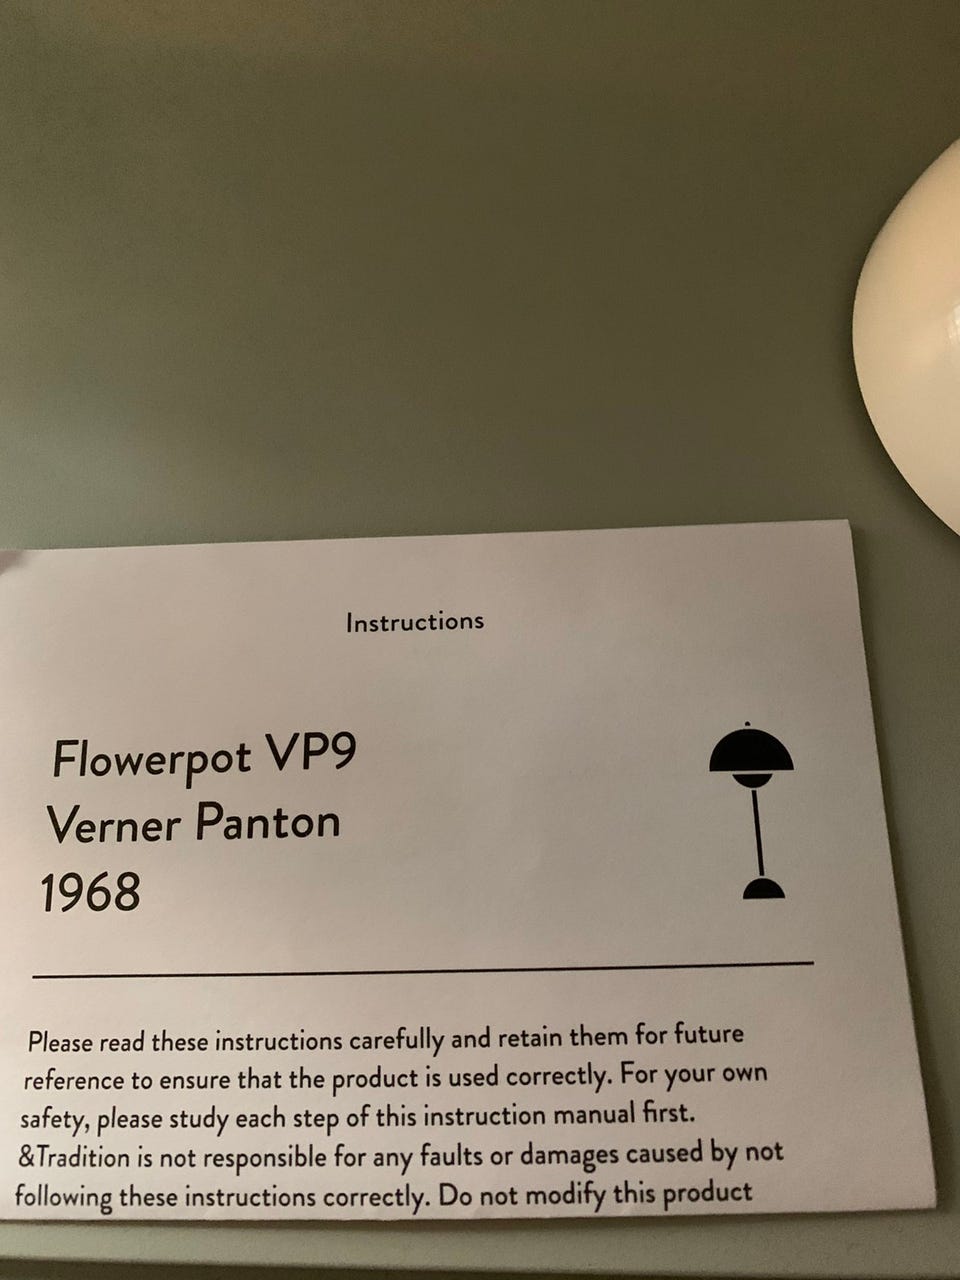 Instructions
Flowerpot VP9
Verner Panton
1968
Please read these instructions carefully and retain them for future
reference to ensure that the product is used correctly. For your own
safety, please study each step of this instruction manual first.
&Tradition is not responsible for any faults or damages caused by not
following these instructions correctly. Do not modify this product